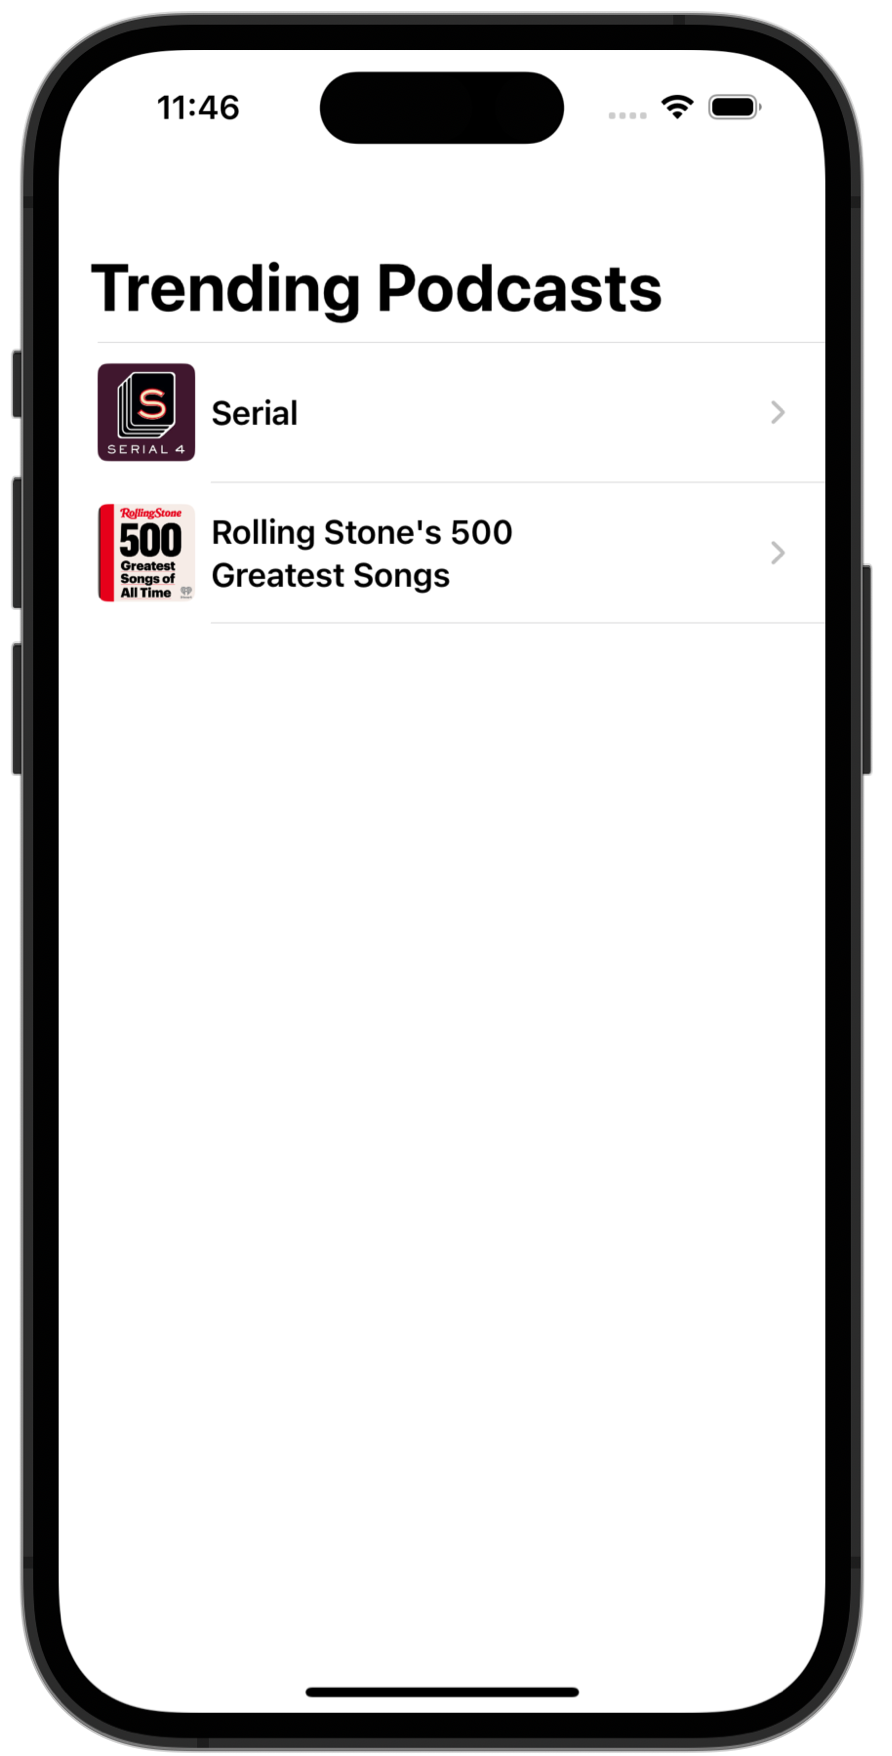 11:46
Trending Podcasts
S
SERIAL 4
Serial
RollingStone
500
Greatest
Songs of
All Time
Rolling Stone's 500
Greatest Songs